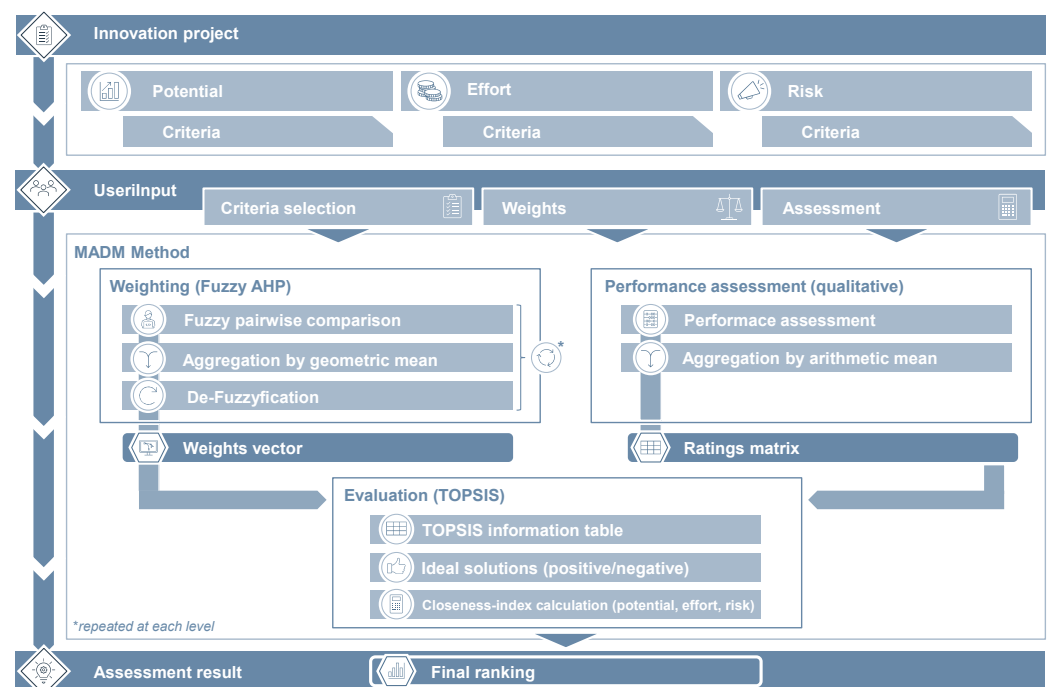 Innovation project
Potential
Effort
Risk
Criteria
Criteria
Criteria
UseriInput
Criteria selection
Weights
Assessment
MADM Method
Weighting (Fuzzy AHP)
Fuzzy pairwise comparison
Aggregation by geometric mean
De-Fuzzyfication
*
Performance assessment (qualitative)
Performace assessment
Aggregation by arithmetic mean
Weights vector
Ratings matrix
Evaluation (TOPSIS)
TOPSIS information table
Ideal solutions (positive/negative)
Closeness-index calculation (potential, effort, risk)
*repeated at each level
Assessment result
Final ranking